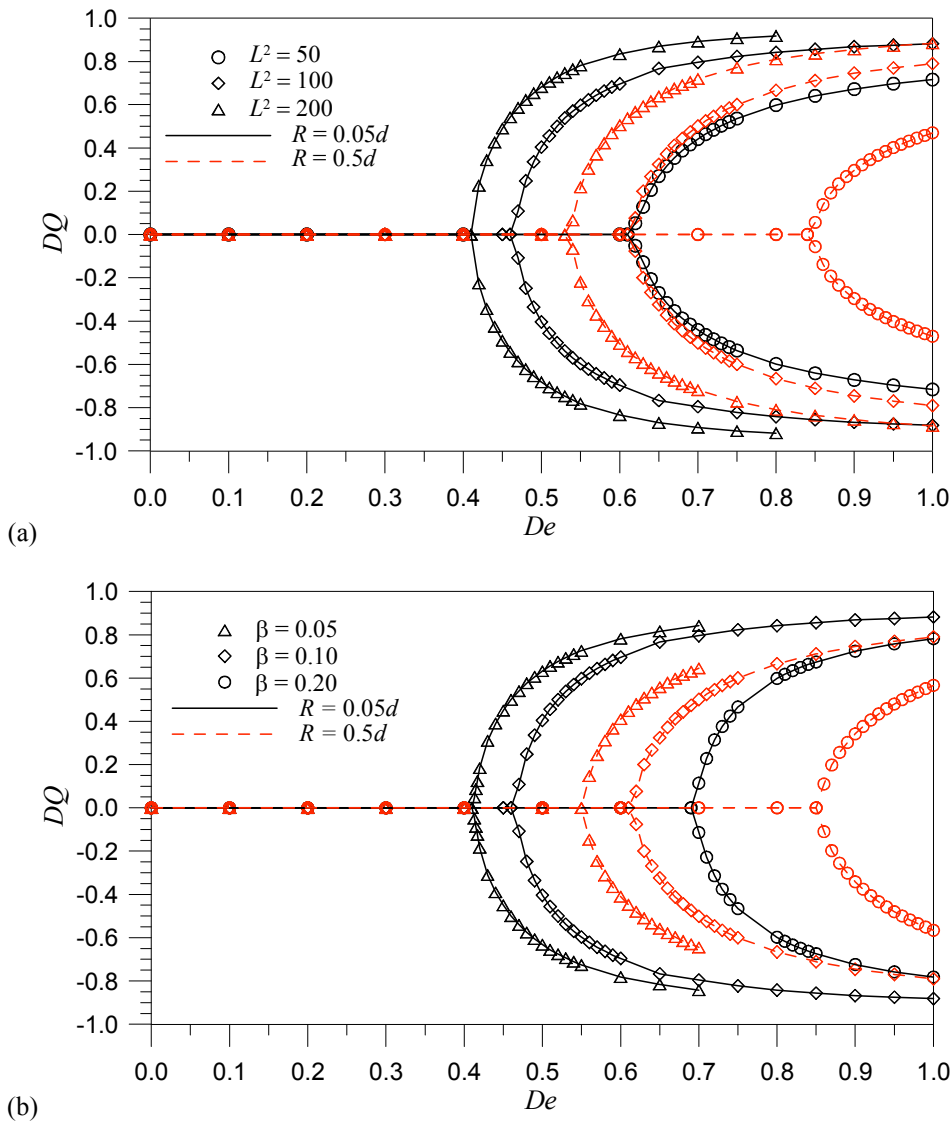 1.0
0.8
0.6
0.4
0.2
0.0
-0.2
-0.4
-0.6
-0.8
-1.0
DQ
L² = 50
L² = 100
L² = 200
R = 0.05d
R = 0.5d
0.0 0.1 0.2 0.3 0.4 0.5 0.6 0.7 0.8 0.9 1.0
De
(a)
1.0
0.8
0.6
0.4
0.2
0.0
-0.2
-0.4
-0.6
-0.8
-1.0
DQ
β = 0.05
β = 0.10
β = 0.20
R = 0.05d
R = 0.5d
0.0 0.1 0.2 0.3 0.4 0.5 0.6 0.7 0.8 0.9 1.0
De
(b)